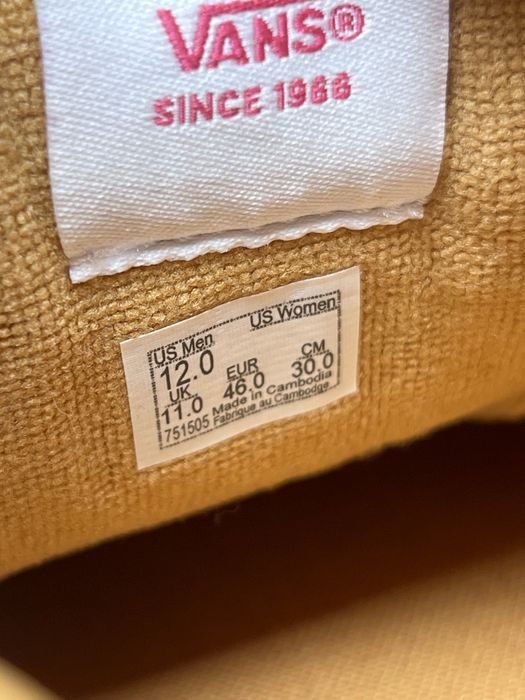 VANS®
SINCE 1966
US Men US Women
12.0
UK EUR CM
11.0 46.0 30.0
751505 Made in Cambodia
Fabrique au Cambodge